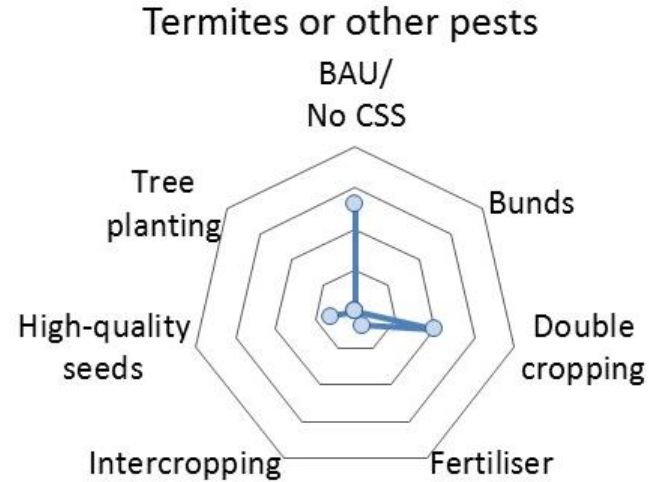 Termites or other pests
BAU/
No CSS
Tree
planting
Bunds
High-quality
seeds
Double
cropping
Intercropping
Fertiliser